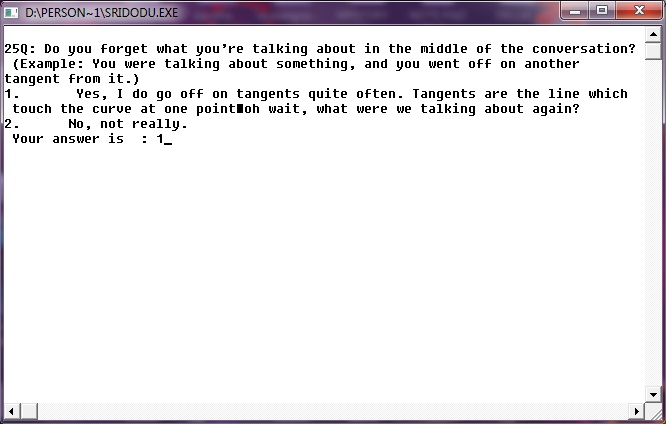 D:\PERSON~1\SRIDODU.EXE
25Q: Do you forget what you're talking about in the middle of the conversation?
(Example: You were talking about something, and you went off on another
tangent from it.)
1. Yes, I do go off on tangents quite often. Tangents are the line which
touch the curve at one point■oh wait, what were we talking about again?
2. No, not really.
Your answer is : 1_